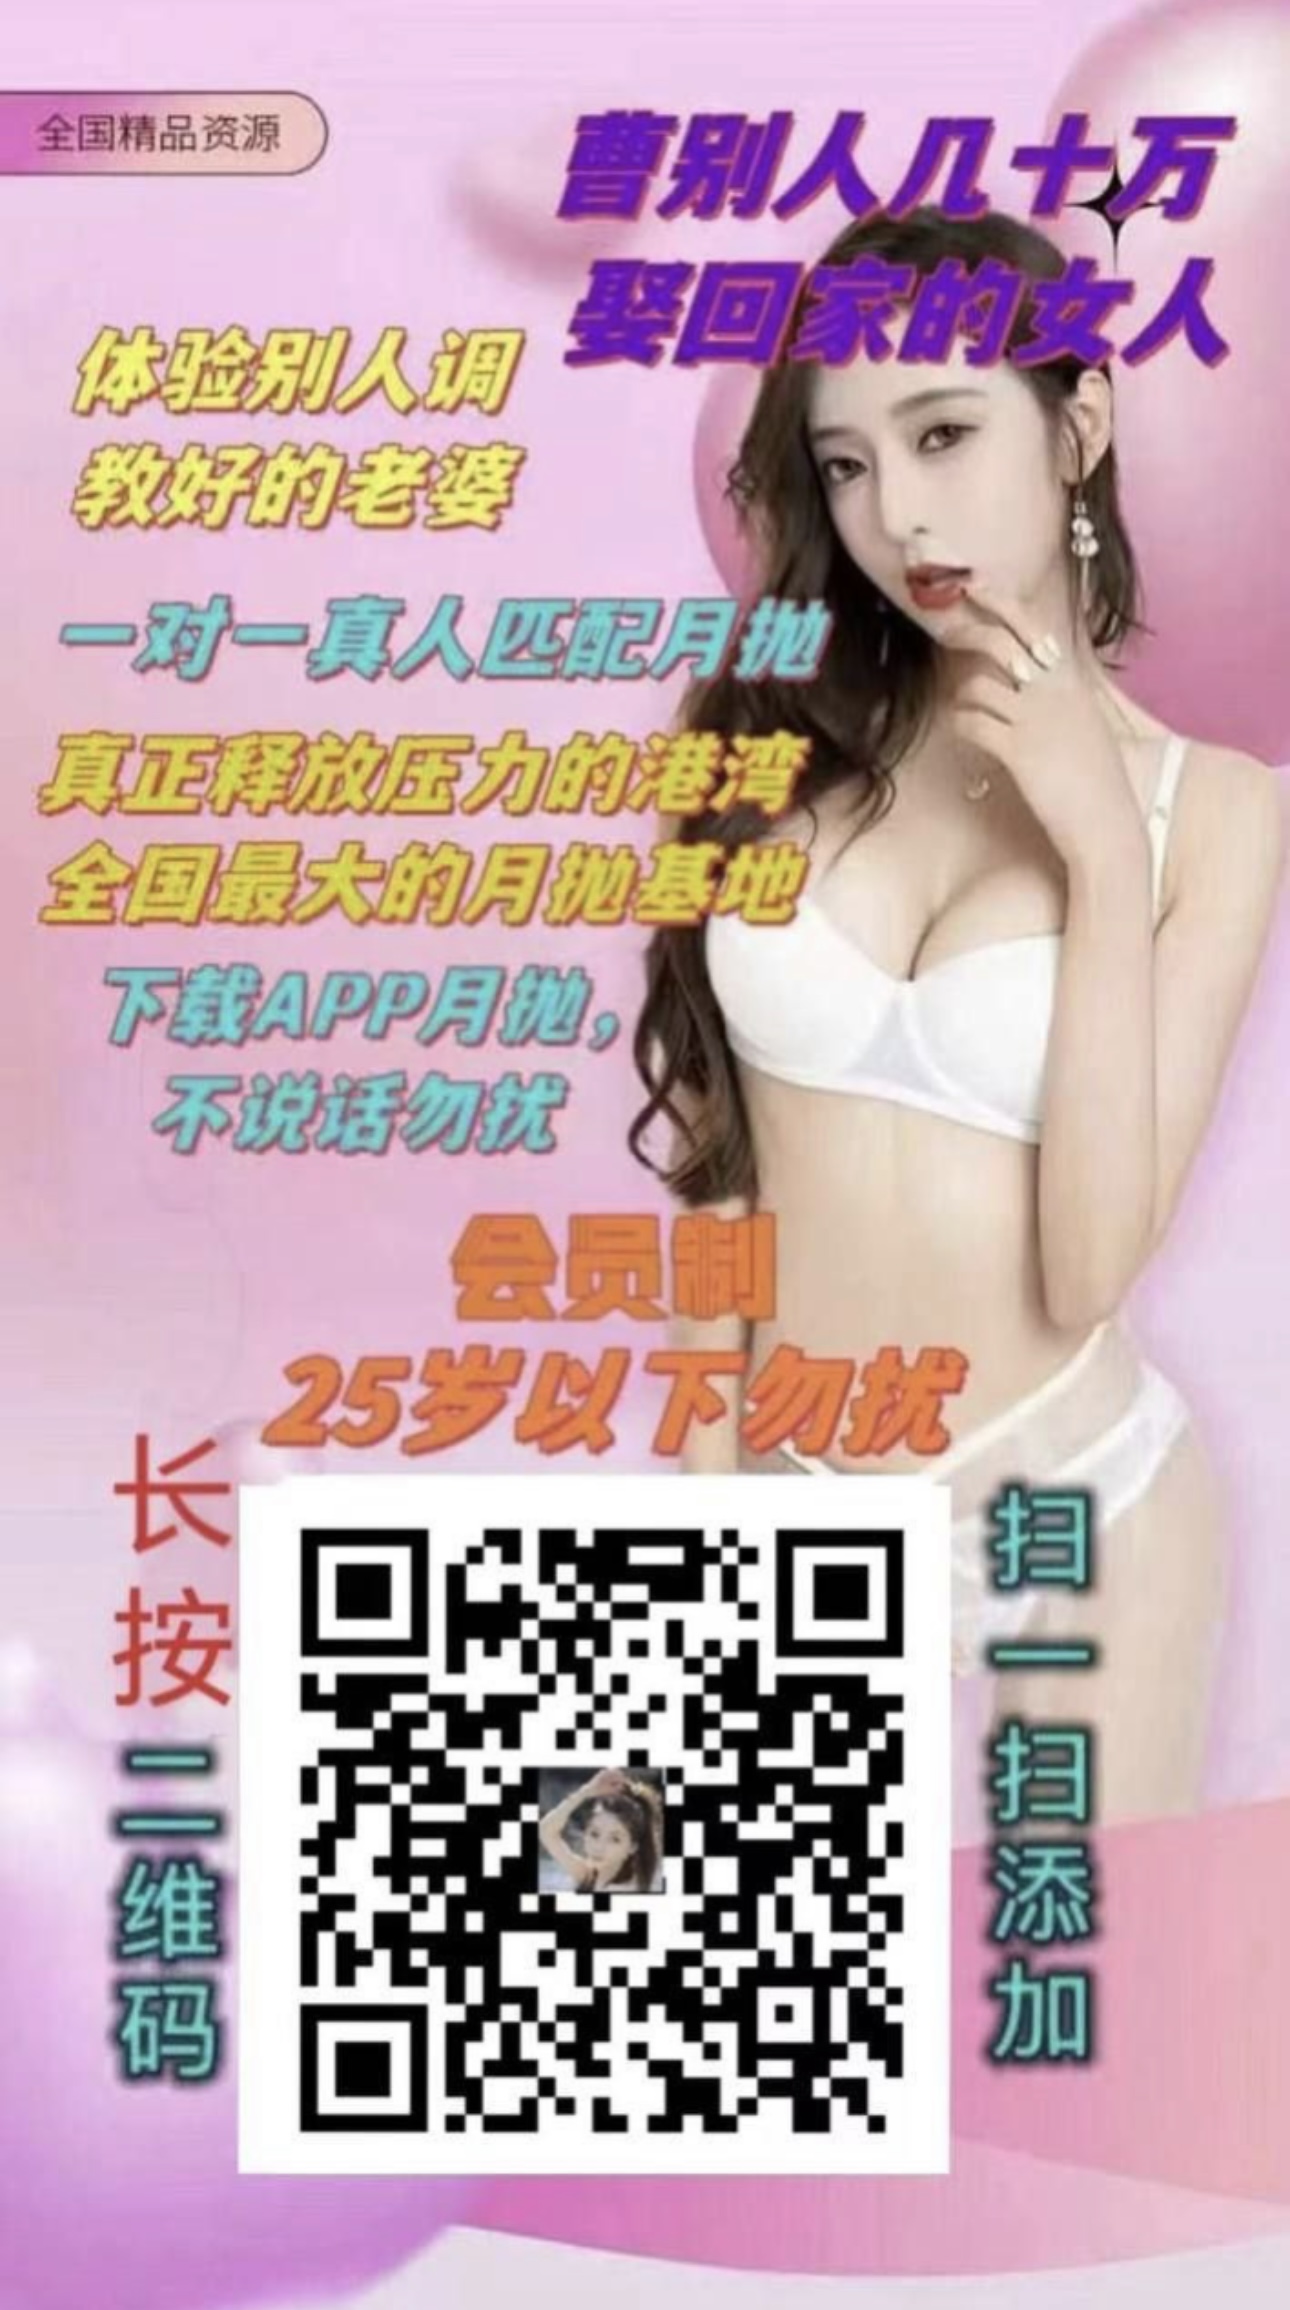 全国精品资源
曹别人几十万
娶回家的女人
体验别人调
教好的老婆
一对一真人匹配月抛
真正释放压力的港湾
全国最大的月抛基地
下载APP月抛，
不说话勿扰
会员制
25岁以下勿扰
长按二维码
扫一扫添加